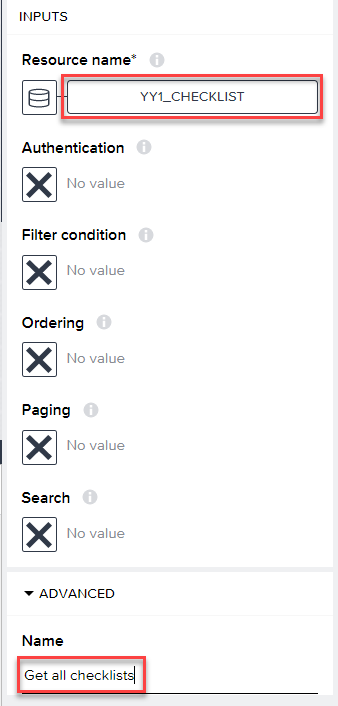 INPUTS
Resource name*
YY1_CHECKLIST
Authentication
No value
Filter condition
No value
Ordering
No value
Paging
No value
Search
No value
ADVANCED
Name
Get all checklists